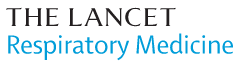 THE LANCET
Respiratory Medicine